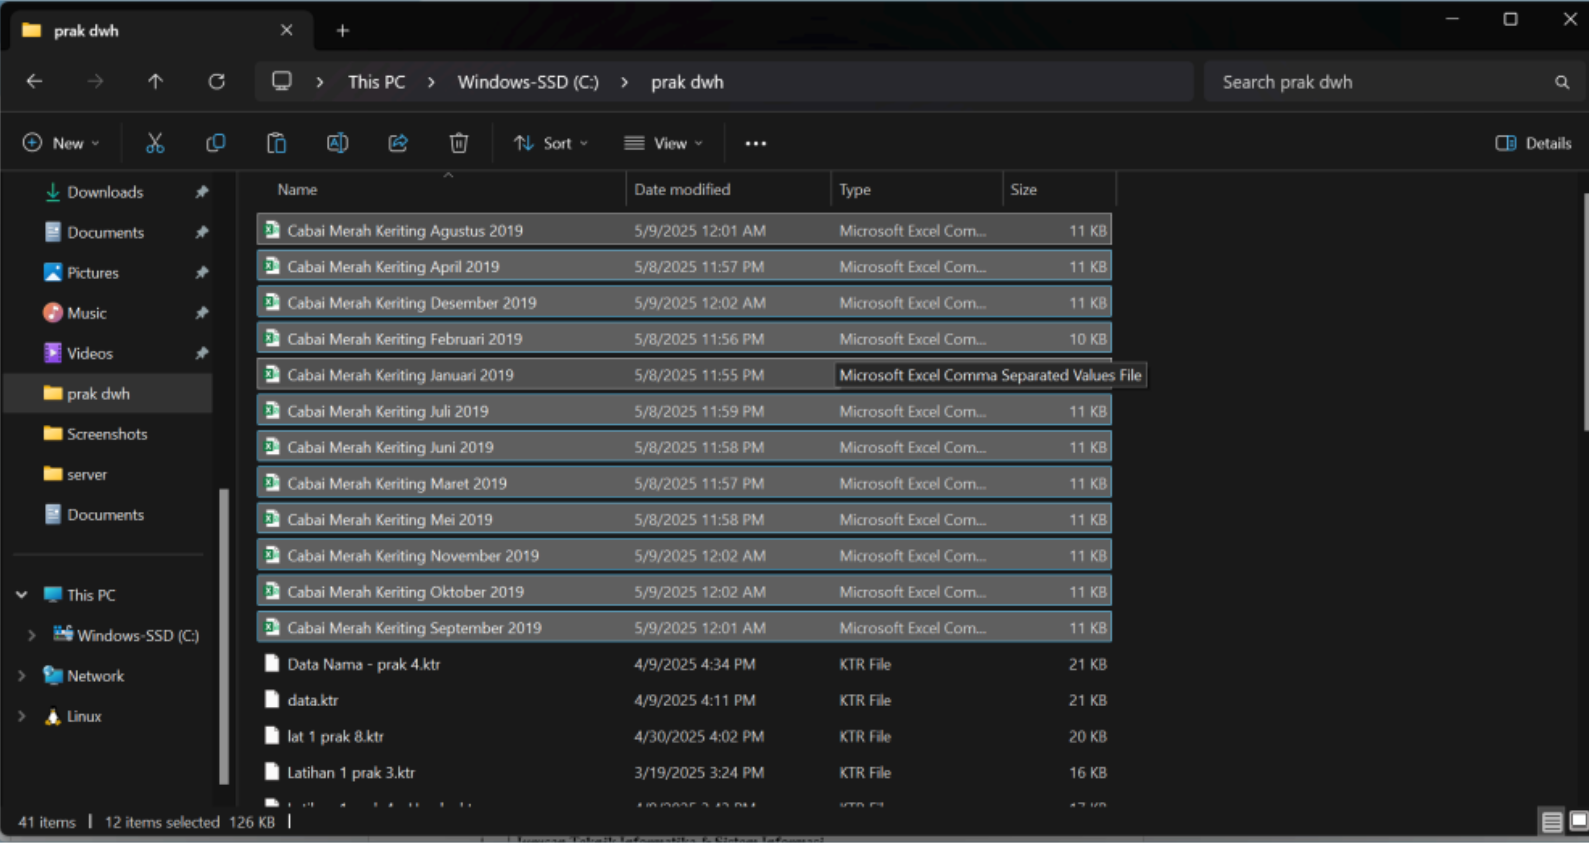 prak dwh
This PC > Windows-SSD (C:) > prak dwh
Search prak dwh
New
Sort
View
Details
Downloads
Documents
Pictures
Music
Videos
prak dwh
Screenshots
server
Documents
This PC
Windows-SSD (C:)
Network
Linux
Name Date modified Type Size
Cabai Merah Keriting Agustus 2019 5/9/2025 12:01 AM Microsoft Excel Com... 11 KB
Cabai Merah Keriting April 2019 5/8/2025 11:57 PM Microsoft Excel Com... 11 KB
Cabai Merah Keriting Desember 2019 5/9/2025 12:02 AM Microsoft Excel Com... 11 KB
Cabai Merah Keriting Februari 2019 5/8/2025 11:56 PM Microsoft Excel Com... 10 KB
Cabai Merah Keriting Januari 2019 5/8/2025 11:55 PM Microsoft Excel Comma Separated Values File
Cabai Merah Keriting Juli 2019 5/8/2025 11:59 PM Microsoft Excel Com... 11 KB
Cabai Merah Keriting Juni 2019 5/8/2025 11:58 PM Microsoft Excel Com... 11 KB
Cabai Merah Keriting Maret 2019 5/8/2025 11:57 PM Microsoft Excel Com... 11 KB
Cabai Merah Keriting Mei 2019 5/8/2025 11:58 PM Microsoft Excel Com... 11 KB
Cabai Merah Keriting November 2019 5/9/2025 12:02 AM Microsoft Excel Com... 11 KB
Cabai Merah Keriting Oktober 2019 5/9/2025 12:02 AM Microsoft Excel Com... 11 KB
Cabai Merah Keriting September 2019 5/9/2025 12:01 AM Microsoft Excel Com... 11 KB
Data Nama - prak 4.ktr 4/9/2025 4:34 PM KTR File 21 KB
data.ktr 4/9/2025 4:11 PM KTR File 21 KB
lat 1 prak 8.ktr 4/30/2025 4:02 PM KTR File 20 KB
Latihan 1 prak 3.ktr 3/19/2025 3:24 PM KTR File 16 KB
41 items | 12 items selected 126 KB |